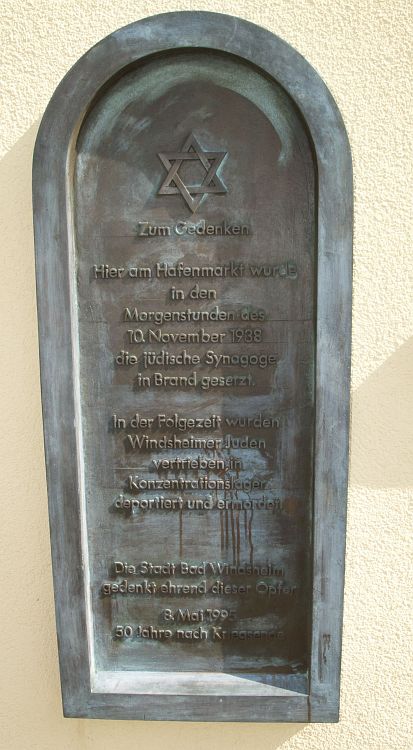 Zum Gedenken
Hier am Hafenmarkt wurde
in den
Morgenstunden des
10. November 1938
die jüdische Synagoge
in Brand gesetzt.
In der Folgezeit wurden
Windsheimer Juden
vertrieben, in
Konzentrationslager
deportiert und ermordet.
Die Stadt Bad Windsheim
gedenkt ehrend dieser Opfer
8. Mai 1995
50 Jahre nach Kriegsende